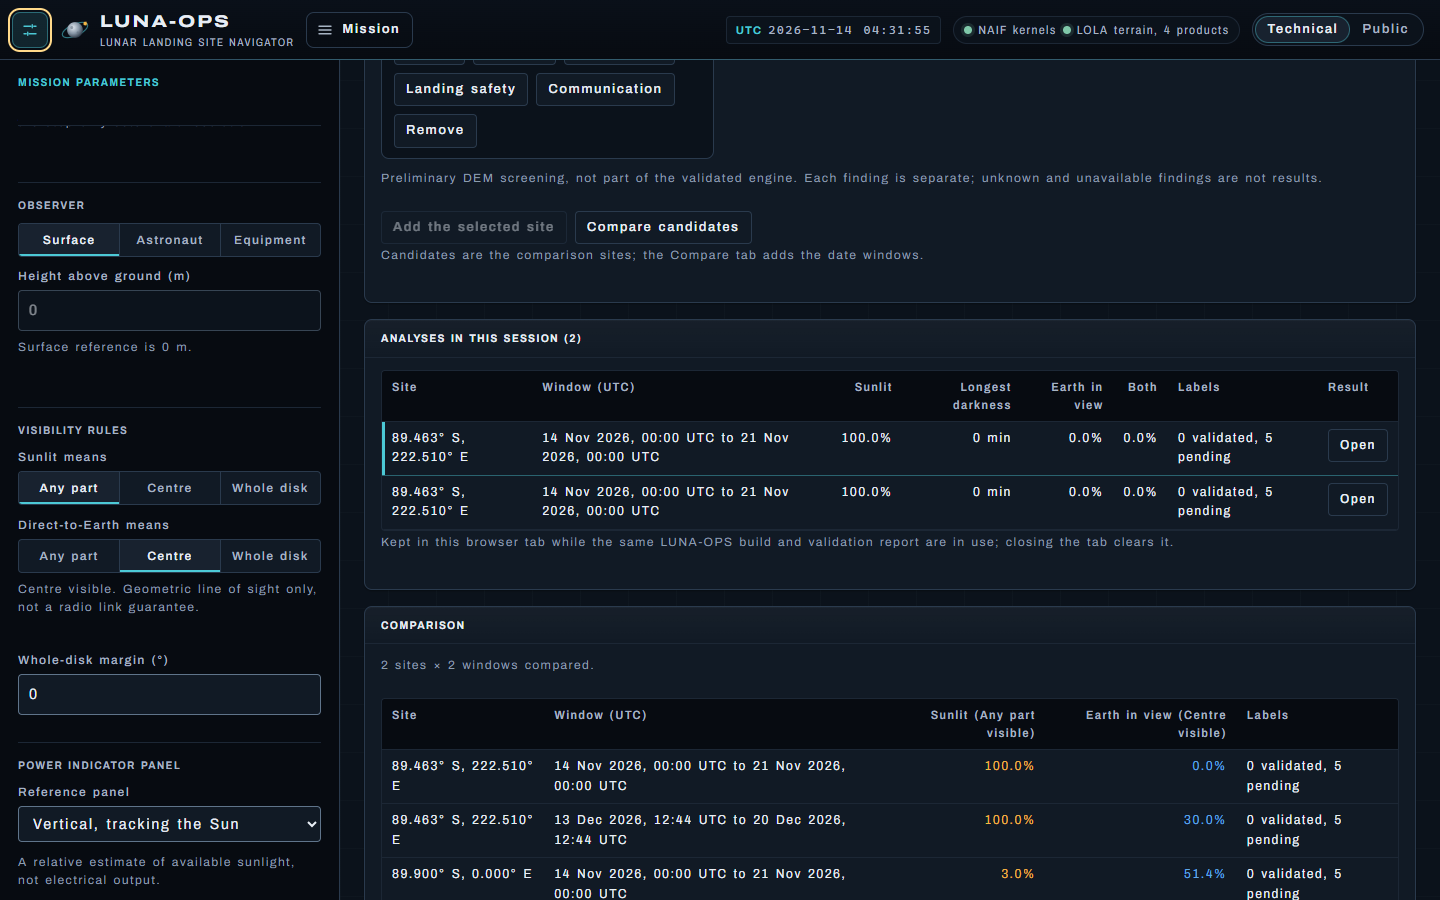 LUNA-OPS
LUNAR LANDING SITE NAVIGATOR
Mission
UTC 2026-11-14 04:31:55
NAIF kernels
LOLA terrain, 4 products
Technical
Public
MISSION PARAMETERS
OBSERVER
Surface
Astronaut
Equipment
Height above ground (m)
0
Surface reference is 0 m.
VISIBILITY RULES
Sunlit means
Any part
Centre
Whole disk
Direct-to-Earth means
Any part
Centre
Whole disk
Centre visible. Geometric line of sight only,
not a radio link guarantee.
Whole-disk margin (°)
0
POWER INDICATOR PANEL
Reference panel
Vertical, tracking the Sun
A relative estimate of available sunlight,
not electrical output.
Landing safety
Communication
Remove
Preliminary DEM screening, not part of the validated engine. Each finding is separate; unknown and unavailable findings are not results.
Add the selected site
Compare candidates
Candidates are the comparison sites; the Compare tab adds the date windows.
ANALYSES IN THIS SESSION (2)
Site
Window (UTC)
Sunlit
Longest
darkness
Earth in
view
Both
Labels
Result
89.463° S,
222.510° E
14 Nov 2026, 00:00 UTC to 21 Nov
2026, 00:00 UTC
100.0%
0 min
0.0%
0.0%
0 validated, 5
pending
Open
89.463° S,
222.510° E
14 Nov 2026, 00:00 UTC to 21 Nov
2026, 00:00 UTC
100.0%
0 min
0.0%
0.0%
0 validated, 5
pending
Open
Kept in this browser tab while the same LUNA-OPS build and validation report are in use; closing the tab clears it.
COMPARISON
2 sites × 2 windows compared.
Site
Window (UTC)
Sunlit (Any part
visible)
Earth in view (Centre
visible)
Labels
89.463° S, 222.510°
E
14 Nov 2026, 00:00 UTC to 21 Nov 2026,
00:00 UTC
100.0%
0.0%
0 validated, 5
pending
89.463° S, 222.510°
E
13 Dec 2026, 12:44 UTC to 20 Dec 2026,
12:44 UTC
100.0%
30.0%
0 validated, 5
pending
89.900° S, 0.000° E
14 Nov 2026, 00:00 UTC to 21 Nov 2026,
00:00 UTC
3.0%
51.4%
0 validated, 5
pending